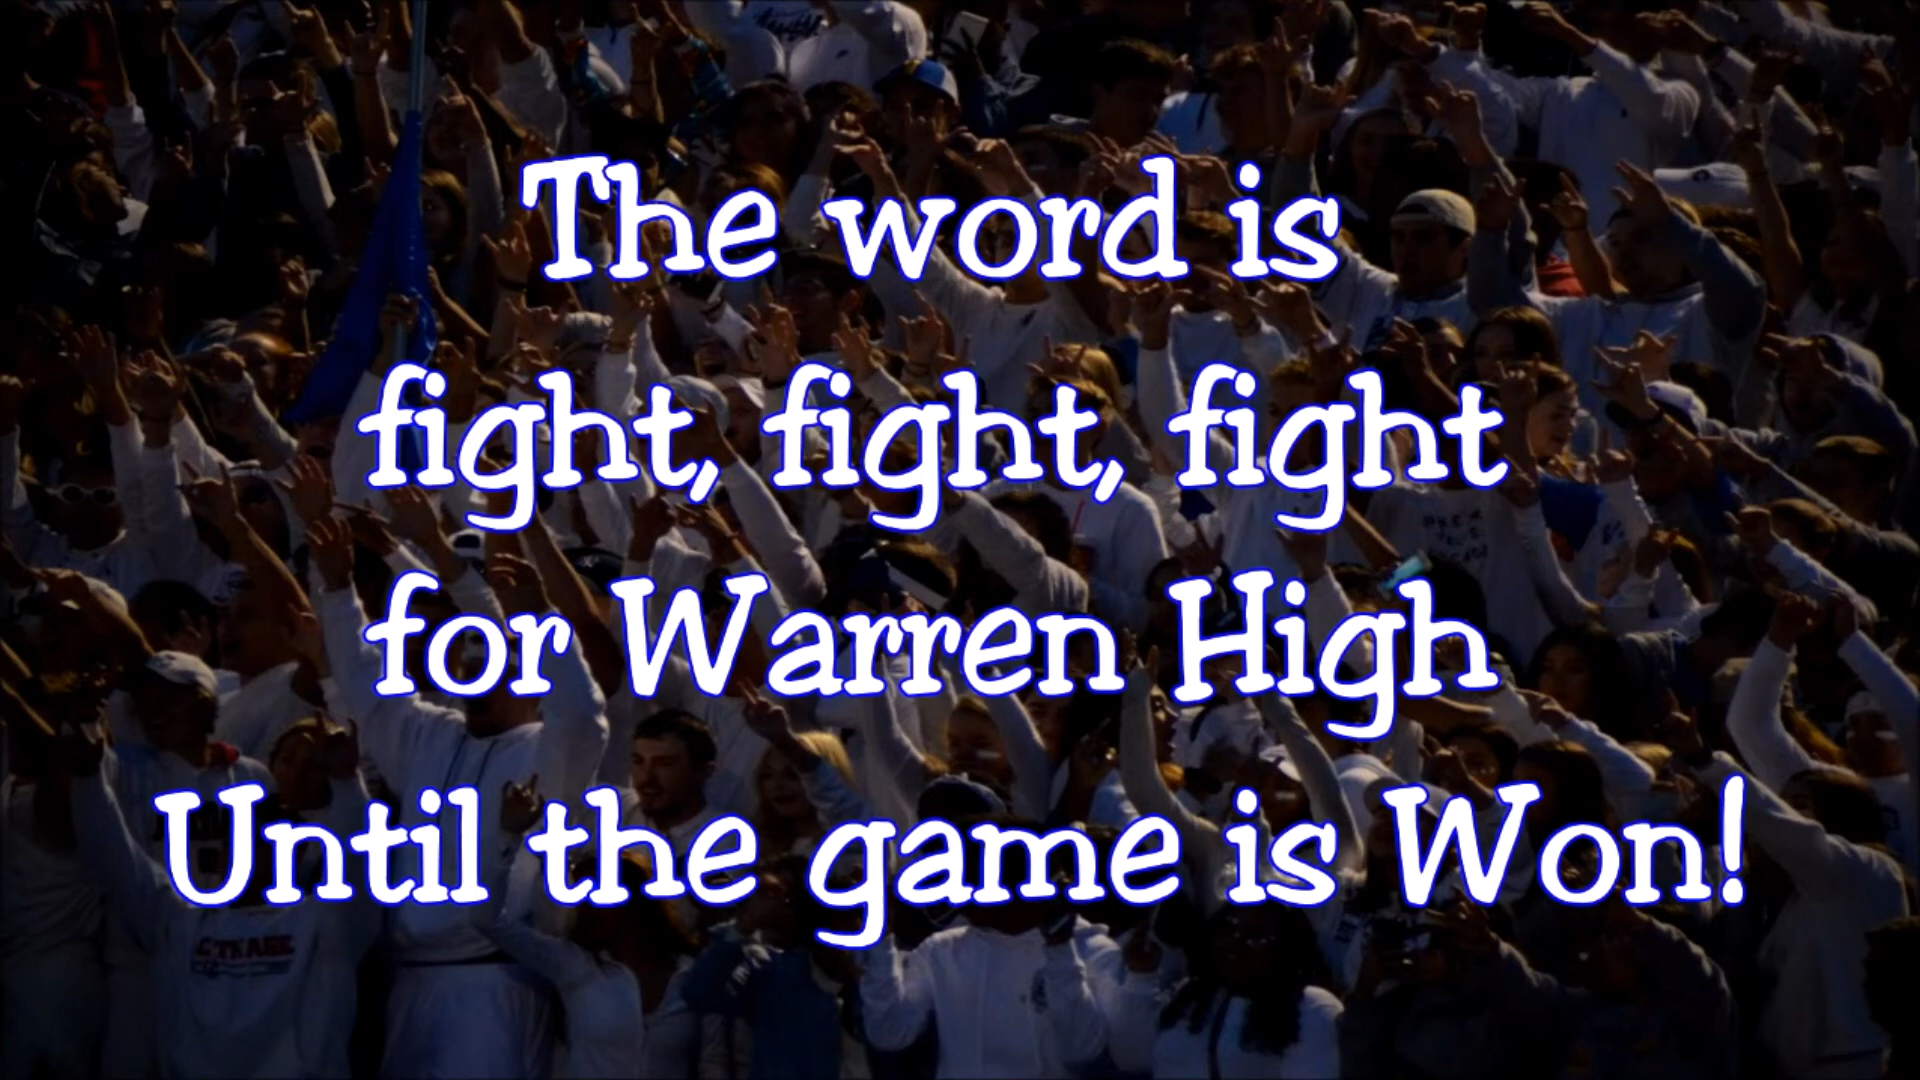 The word is
fight, fight, fight
for Warren High
Until the game is Won!